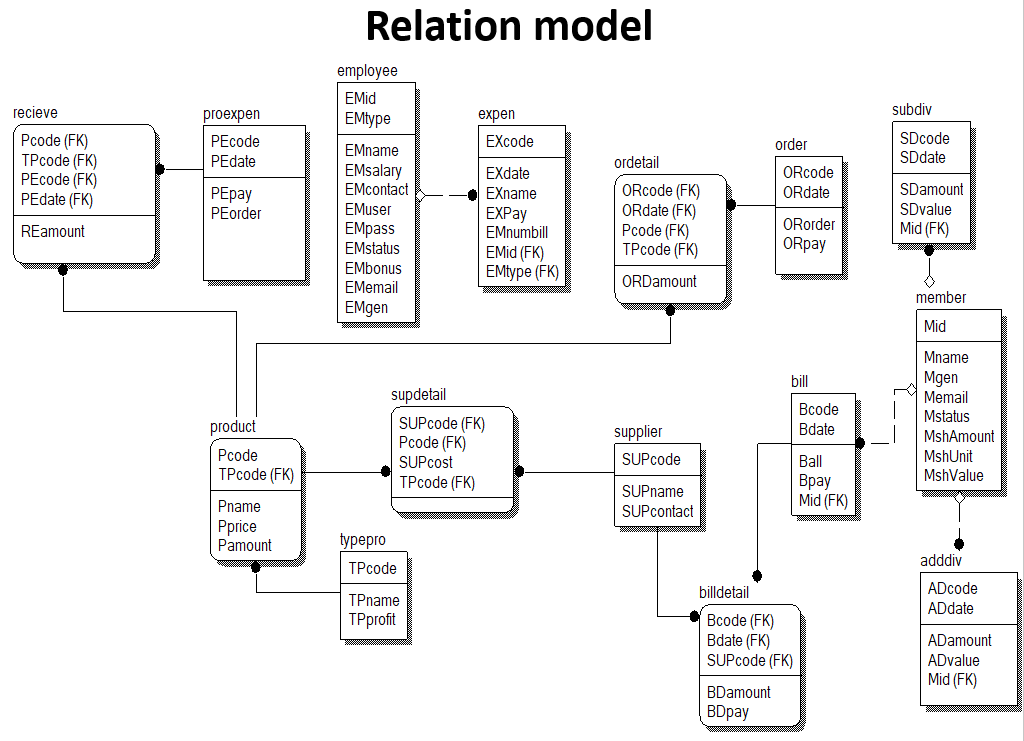 Relation model
recieve
Pcode (FK)
TPcode (FK)
PEcode (FK)
PEdate (FK)
REamount
proexpen
PEcode
PEdate
PEpay
PEorder
employee
EMid
EMtype
EMname
EMsalary
EMcontact
EMuser
EMpass
EMstatus
EMbonus
EMemail
EMgen
expen
EXcode
EXdate
EXname
EXPay
EMnumbill
EMid (FK)
EMtype (FK)
ordetail
ORcode (FK)
ORdate (FK)
Pcode (FK)
TPcode (FK)
ORDamount
order
ORcode
ORdate
ORorder
ORpay
subdiv
SDcode
SDdate
SDamount
SDvalue
Mid (FK)
member
Mid
Mname
Mgen
Memail
Mstatus
MshAmount
MshUnit
MshValue
product
Pcode
TPcode (FK)
Pname
Pprice
Pamount
supdetail
SUPcode (FK)
Pcode (FK)
SUPcost
TPcode (FK)
supplier
SUPcode
SUPname
SUPcontact
bill
Bcode
Bdate
Ball
Bpay
Mid (FK)
typepro
TPcode
TPname
TPprofit
billdetail
Bcode (FK)
Bdate (FK)
SUPcode (FK)
BDamount
BDpay
adddiv
ADcode
ADdate
ADamount
ADvalue
Mid (FK)